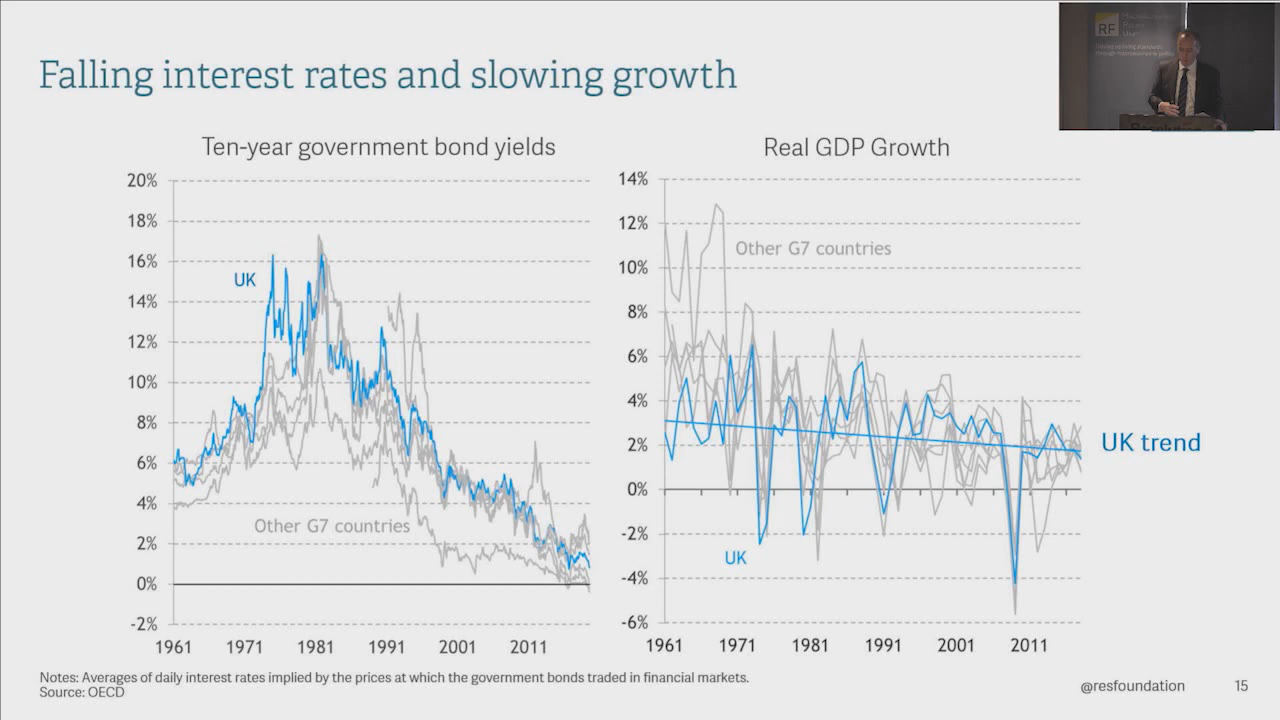 Falling interest rates and slowing growth
RF
Ten-year government bond yields
20%
18%
16%
14%
12%
10%
8%
6%
4%
2%
0%
-2%
UK
Other G7 countries
1961 1971 1981 1991 2001 2011
Real GDP Growth
14%
12%
10%
8%
6%
4%
2%
0%
-2%
-4%
-6%
Other G7 countries
UK trend
UK
1961 1971 1981 1991 2001 2011
Notes: Averages of daily interest rates implied by the prices at which the government bonds traded in financial markets.
Source: OECD
@resfoundation 15